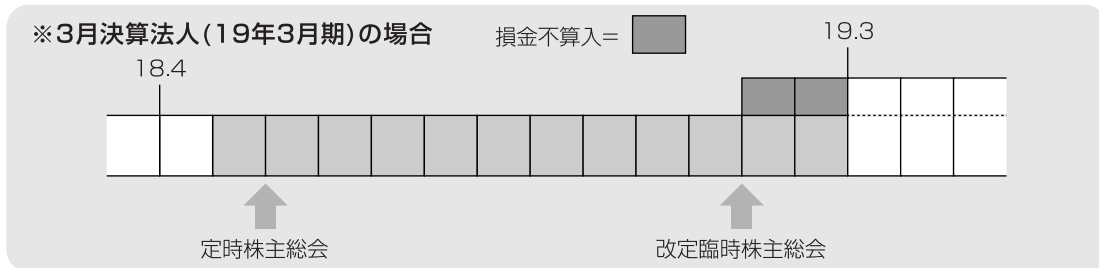 ※3月決算法人(19年3月期)の場合
損金不算入=
19.3
18.4
定時株主総会
改定臨時株主総会